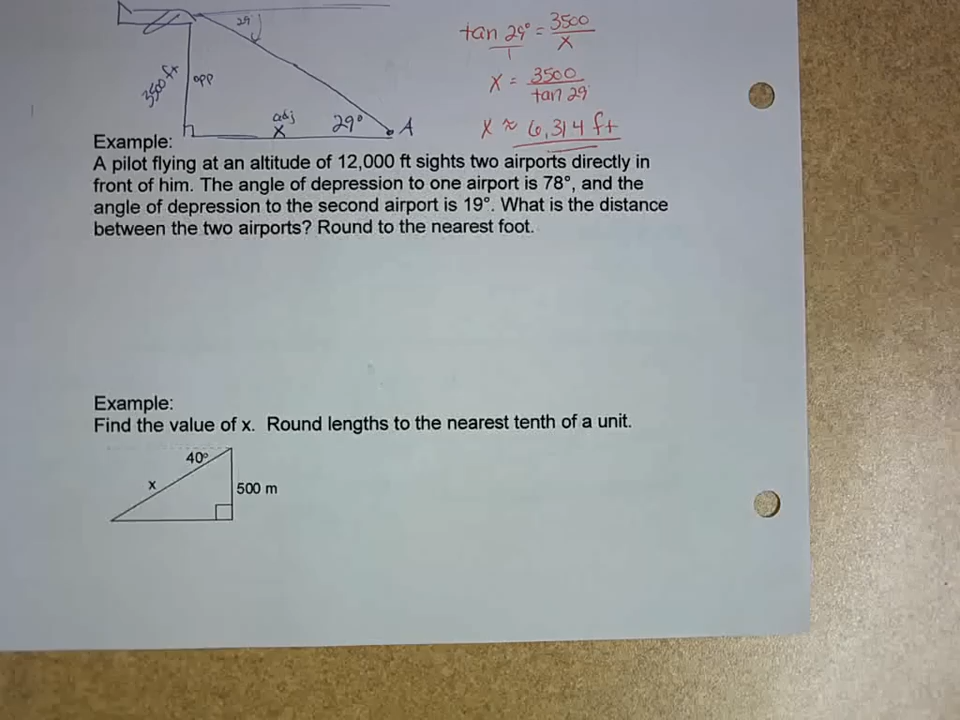 29
tan 29° = 3500
1 x
3500 ft
opp
x = 3500
tan 29
adj
x
29°
A
x ≈ 6,314 ft
Example:
A pilot flying at an altitude of 12,000 ft sights two airports directly in
front of him. The angle of depression to one airport is 78°, and the
angle of depression to the second airport is 19°. What is the distance
between the two airports? Round to the nearest foot.
Example:
Find the value of x. Round lengths to the nearest tenth of a unit.
40°
x
500 m